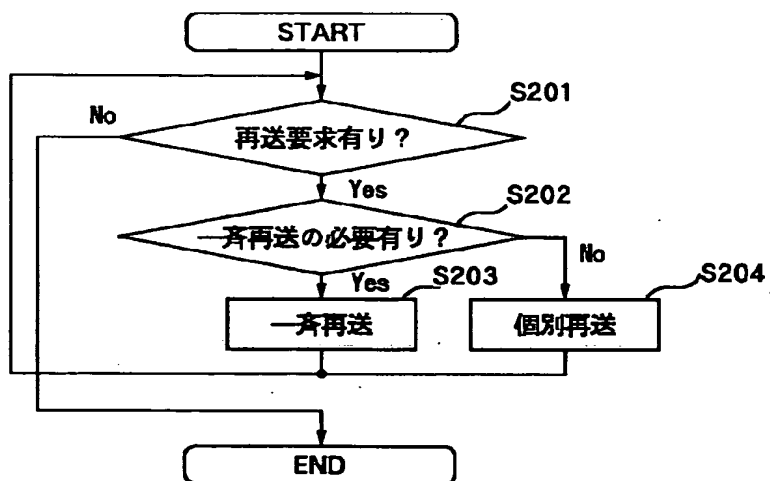 START
S201
No
再送要求有り？
Yes
S202
一斉再送の必要有り？
No
Yes
S203
S204
一斉再送
個別再送
END